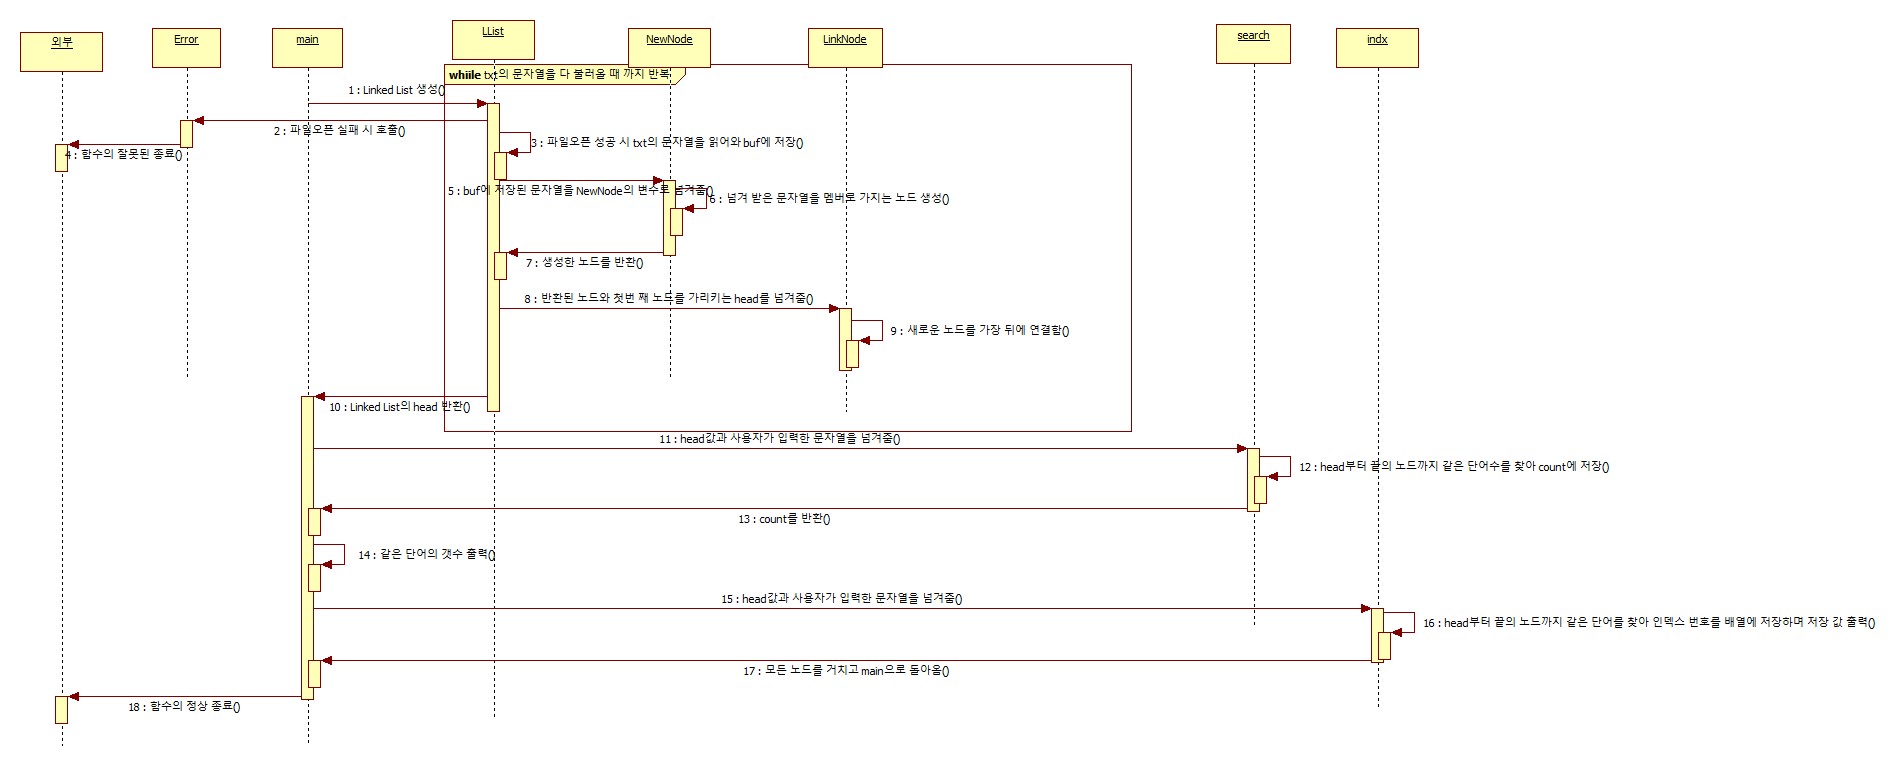 외부
Error
main
LList
NewNode
LinkNode
search
indx
whiile txt의 문자열을 다 불러올 때 까지 반복
1 : Linked List 생성()
2 : 파일오픈 실패 시 호출()
3 : 파일오픈 성공 시 txt의 문자열을 읽어와 buf에 저장()
4 : 함수의 잘못된 종료()
5 : buf에 저장된 문자열을 NewNode의 변수로 넘겨줌()
6 : 넘겨 받은 문자열을 멤버로 가지는 노드 생성()
7 : 생성한 노드를 반환()
8 : 반환된 노드와 첫번 째 노드를 가리키는 head를 넘겨줌()
9 : 새로운 노드를 가장 뒤에 연결함()
10 : Linked List의 head 반환()
11 : head값과 사용자가 입력한 문자열을 넘겨줌()
12 : head부터 끝의 노드까지 같은 단어수를 찾아 count에 저장()
13 : count를 반환()
14 : 같은 단어의 갯수 출력()
15 : head값과 사용자가 입력한 문자열을 넘겨줌()
16 : head부터 끝의 노드까지 같은 단어를 찾아 인덱스 번호를 배열에 저장하며 저장 값 출력()
17 : 모든 노드를 거치고 main으로 돌아옴()
18 : 함수의 정상 종료()